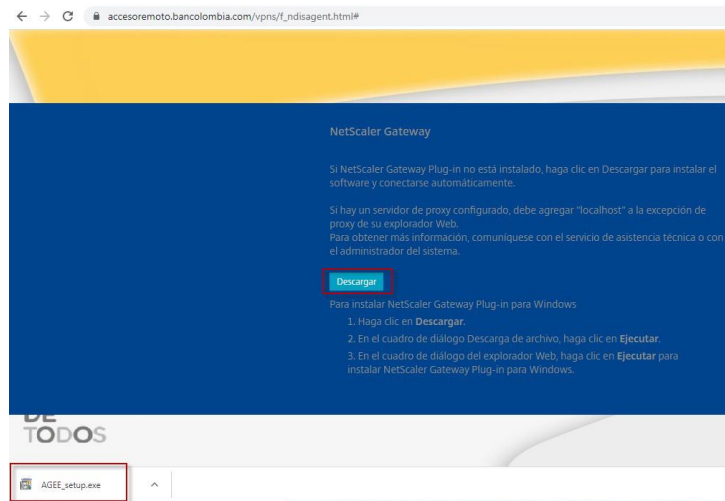 accesoremoto.bancolombia.com/vpns/f_ndisagent.html#
NetScaler Gateway
Si NetScaler Gateway Plug-in no está instalado, haga clic en Descargar para instalar el
software y conectarse automáticamente.
Si hay un servidor de proxy configurado, debe agregar "localhost" a la excepción de
proxy de su explorador Web.
Para obtener más información, comuníquese con el servicio de asistencia técnica o con
el administrador del sistema.
Descargar
Para instalar NetScaler Gateway Plug-in para Windows
1. Haga clic en Descargar.
2. En el cuadro de diálogo Descarga de archivo, haga clic en Ejecutar.
3. En el cuadro de diálogo del explorador Web, haga clic en Ejecutar para
instalar NetScaler Gateway Plug-in para Windows.
DE
TODOS
AGEE_setup.exe